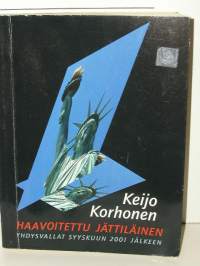 Keijo
Korhonen
HAAVOITETTU JÄTTILÄINEN
YHDYSVALLAT SYYSKUUN 2001 JÄLKEEN